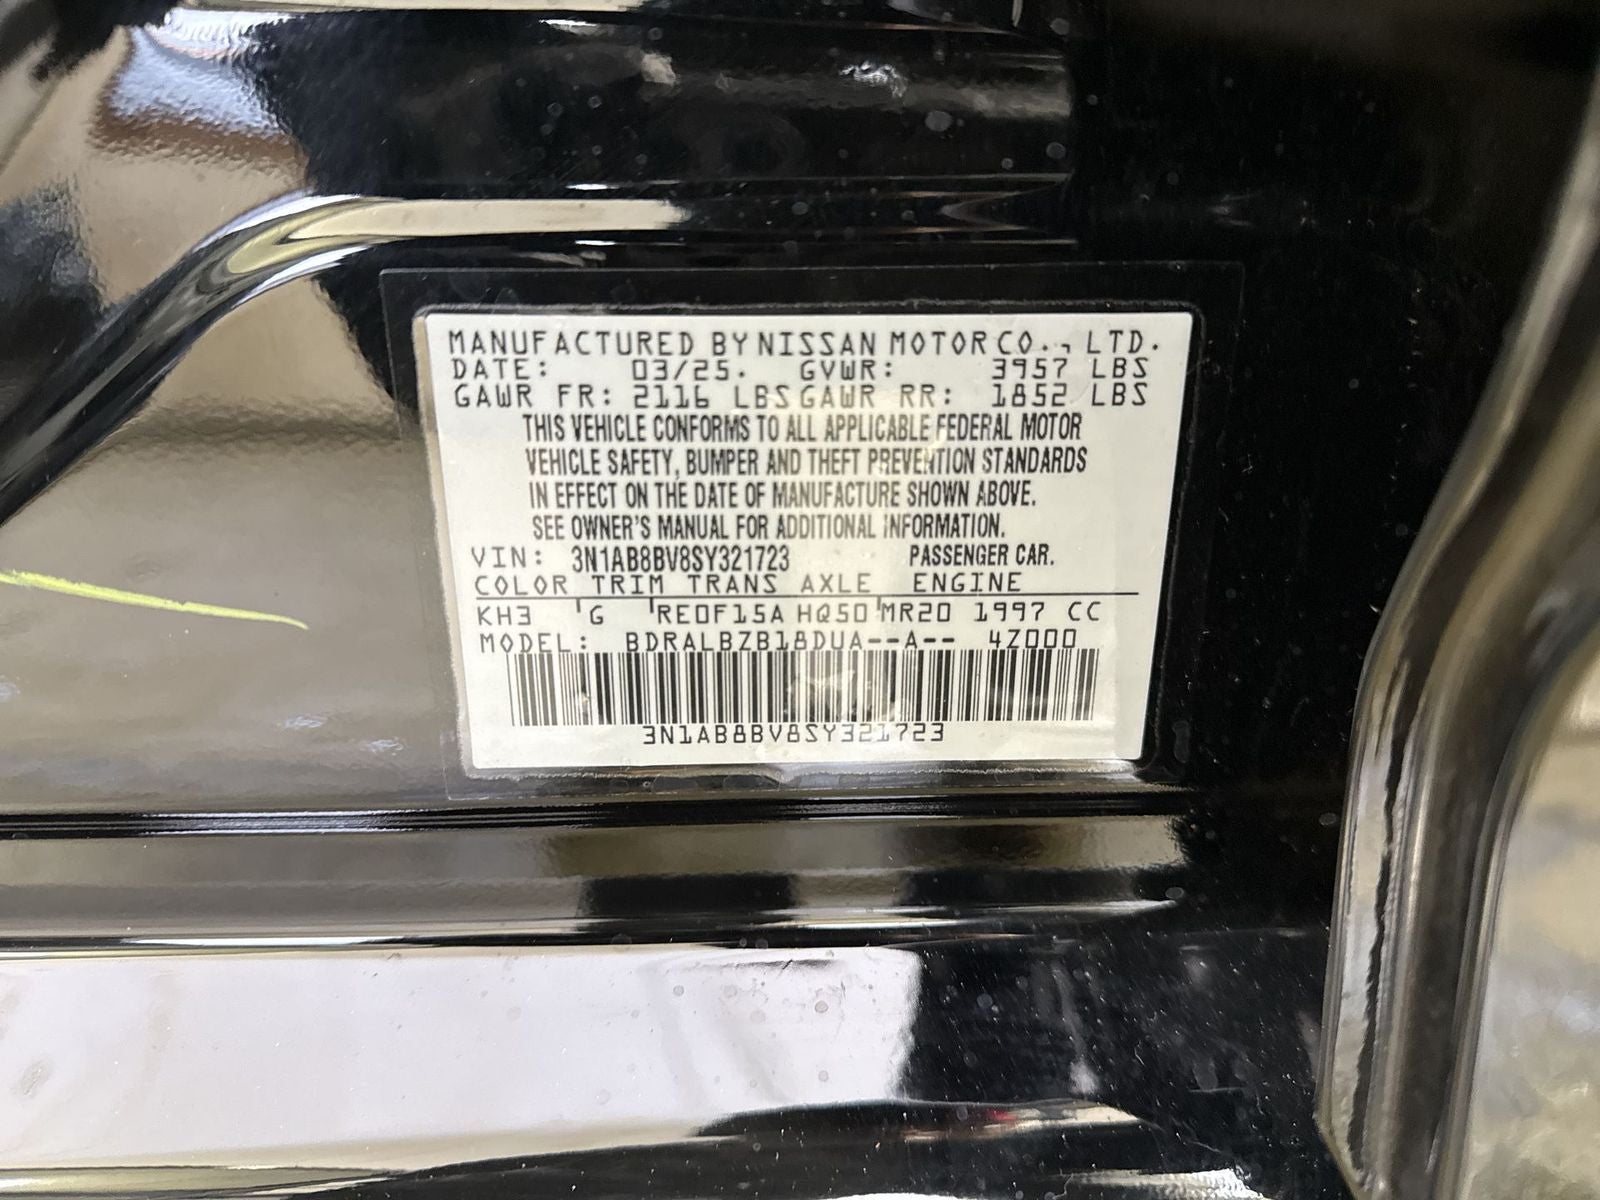 MANUFACTURED BY NISSAN MOTOR CO., LTD.
DATE: 03/25. GVWR: 3957 LBS
GAWR FR: 2116 LBS GAWR RR: 1852 LBS
THIS VEHICLE CONFORMS TO ALL APPLICABLE FEDERAL MOTOR
VEHICLE SAFETY, BUMPER AND THEFT PREVENTION STANDARDS
IN EFFECT ON THE DATE OF MANUFACTURE SHOWN ABOVE.
SEE OWNER'S MANUAL FOR ADDITIONAL INFORMATION.
VIN: 3N1AB8BV8SY321723 PASSENGER CAR.
COLOR TRIM TRANS AXLE ENGINE
KH3 G RE0F15A HQ50 MR20 1997 CC
MODEL: BDRALBZB18DUA--A-- 4Z000
3N1AB8BV8SY321723